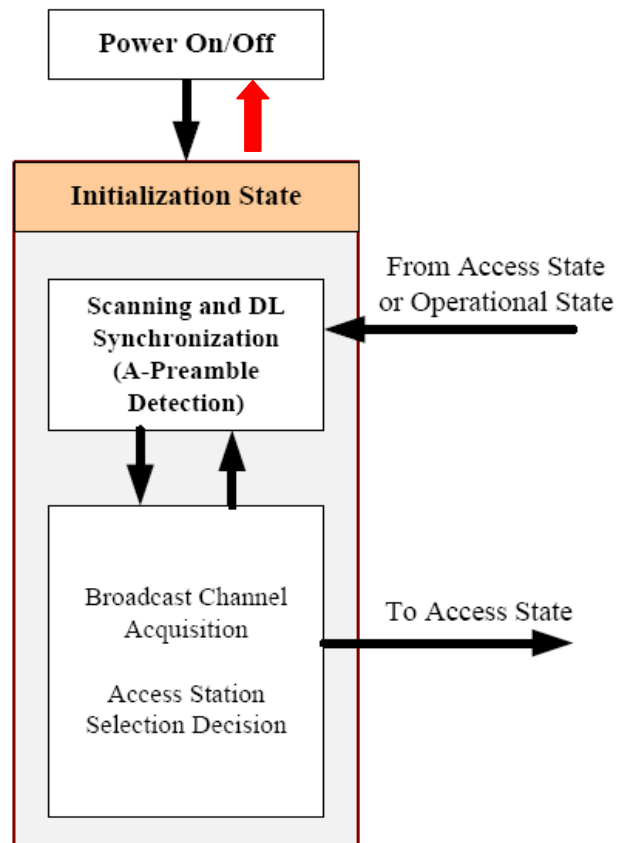 Power On/Off
Initialization State
From Access State
or Operational State
Scanning and DL
Synchronization
(A-Preamble
Detection)
Broadcast Channel
Acquisition
To Access State
Access Station
Selection Decision